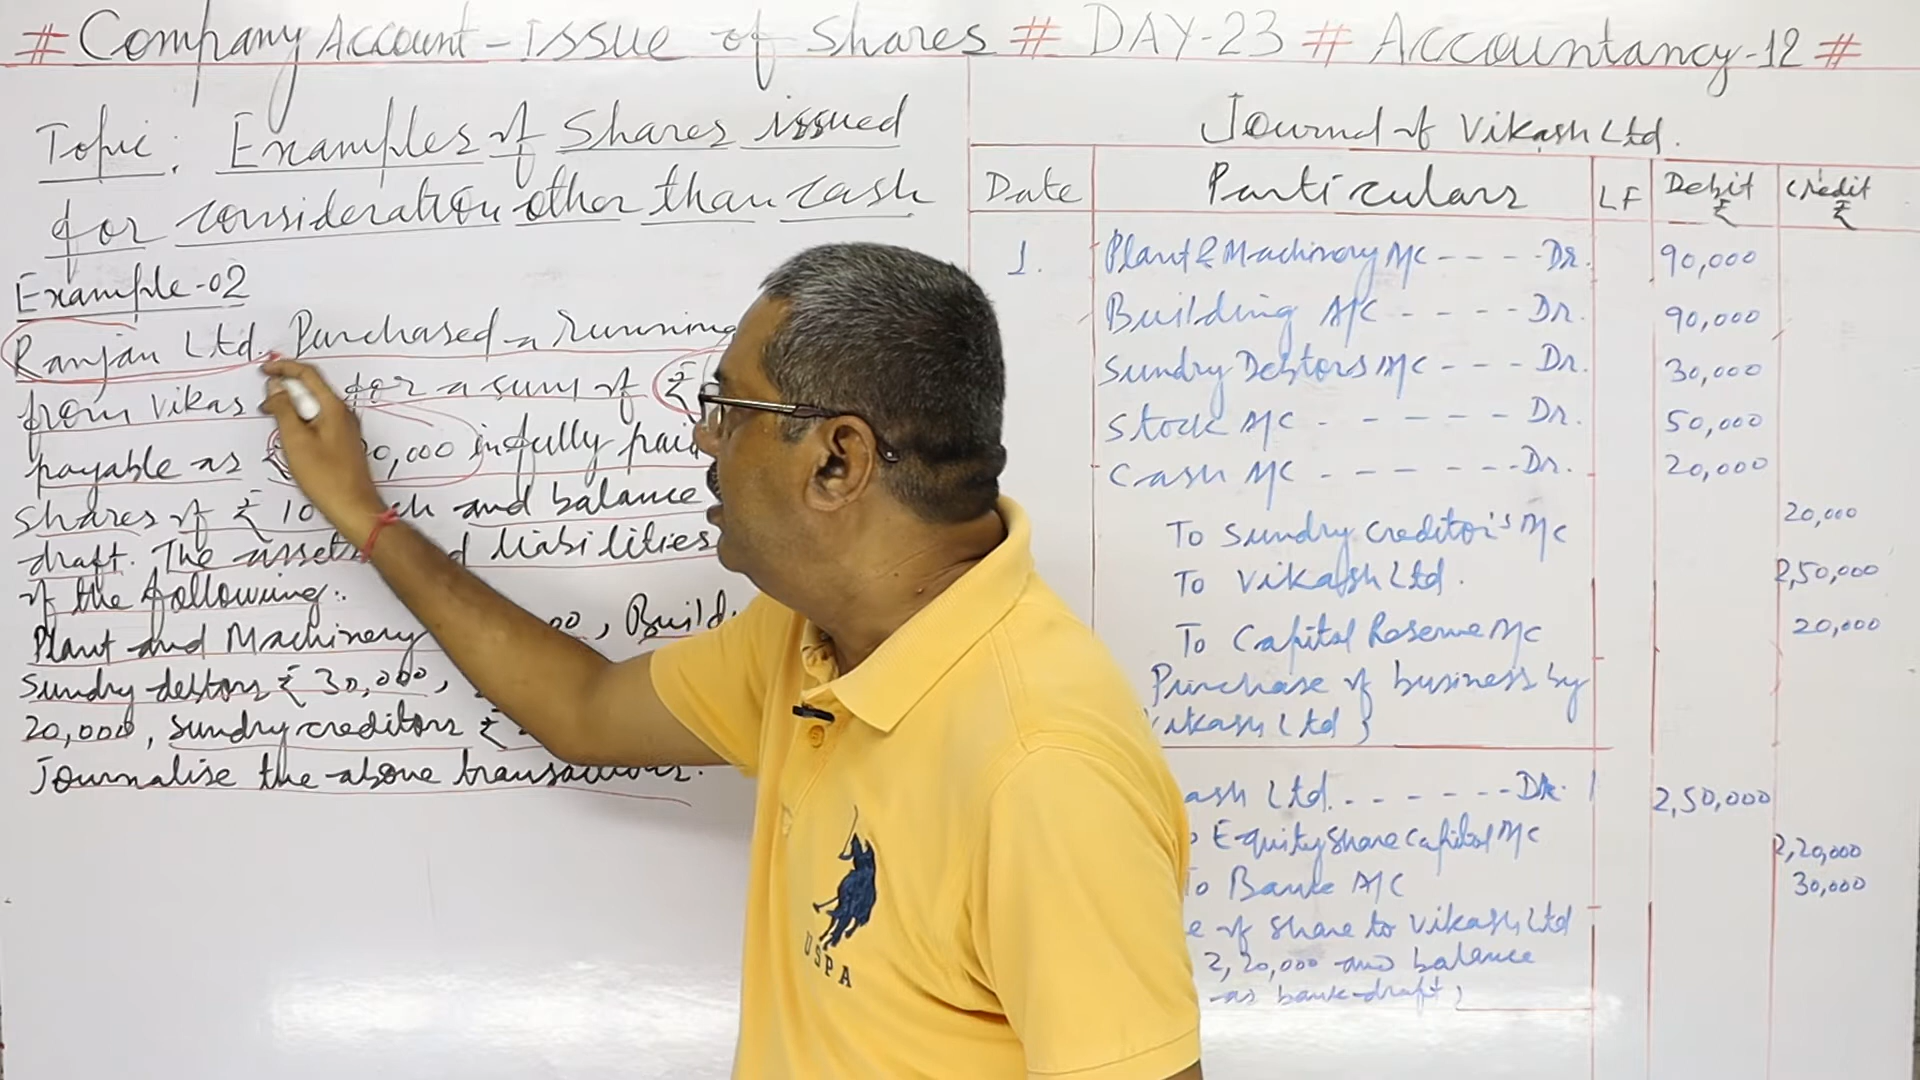 # Company Account - Issue of Shares # DAY-23 # Accountancy-12 #
Topic: Examples of Shares issued
for consideration other than cash
Example-02
Ranjan Ltd. Purchased a running
from Vikas for a sum of ₹
payable as ₹ 0,000 in fully paid
shares of ₹ 10 and balance
draft. The assets liabilities
of the following:
Plant and Machinery 00, Build
Sundry debtors ₹ 30,000,
20,000, Sundry creditors ₹
Journalise the above transactions.
Journal of Vikash Ltd.
Date Particulars LF Debit ₹ Credit ₹
1. Plant & Machinery A/C - - - - Dr. 90,000
Building A/C - - - - Dr. 90,000
Sundry Debtors A/C - - - Dr. 30,000
Stock A/C - - - - - - Dr. 50,000
Cash A/C - - - - - - - Dr. 20,000
To Sundry Creditor's A/C 20,000
To Vikash Ltd. 2,50,000
To Capital Reserve A/C 20,000
Purchase of business by
Vikash Ltd)
ash Ltd. - - - - - - - Dr. 2,50,000
o Equity Share Capital A/C 2,20,000
To Bank A/C 30,000
e of Share to Vikash Ltd
2,20,000 and balance
as bank draft)
USPA